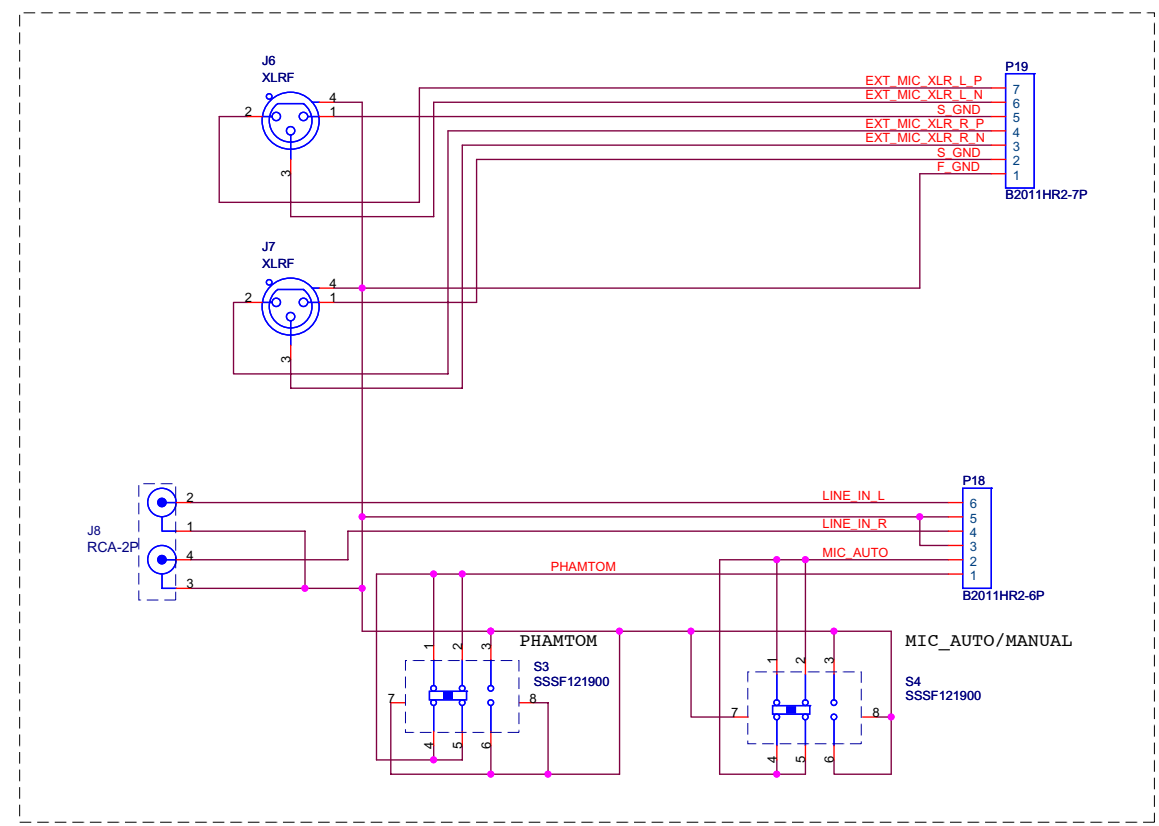 J6
XLRF
4
2
1
3
P19
EXT_MIC_XLR_L_P
7
EXT_MIC_XLR_L_N
6
S_GND
5
EXT_MIC_XLR_R_P
4
EXT_MIC_XLR_R_N
3
S_GND
2
F_GND
1
B2011HR2-7P
J7
XLRF
4
2
1
3
P18
LINE_IN_L
6
5
LINE_IN_R
4
3
MIC_AUTO
2
PHAMTOM
1
B2011HR2-6P
J8
RCA-2P
2
1
4
3
PHAMTOM
S3
SSSF121900
1
2
3
7
8
4
5
6
MIC_AUTO/MANUAL
S4
SSSF121900
1
2
3
7
8
4
5
6